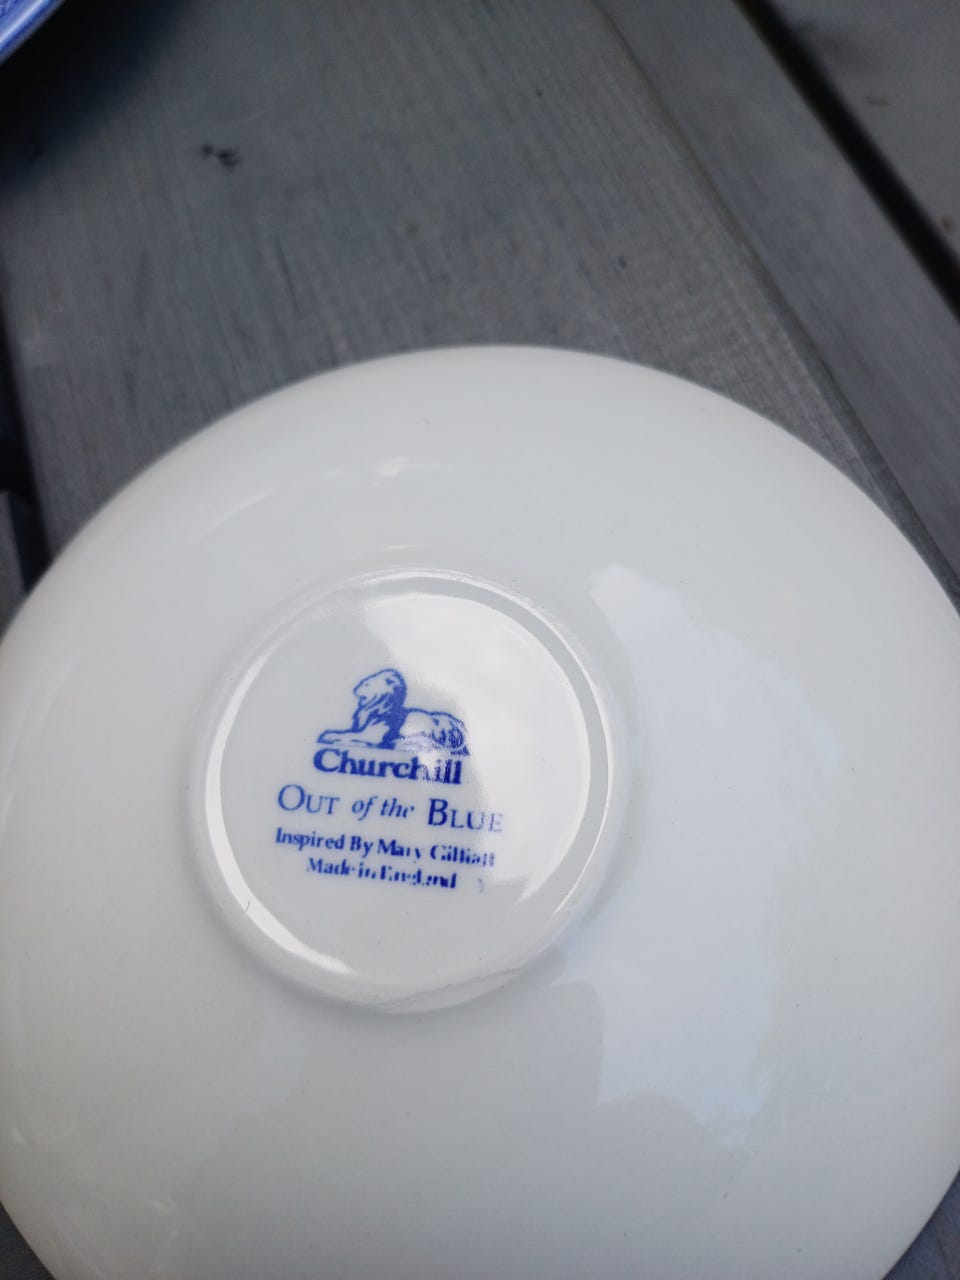 Churchill
OUT of the BLUE
Inspired By Mary Gilliatt
Made in England